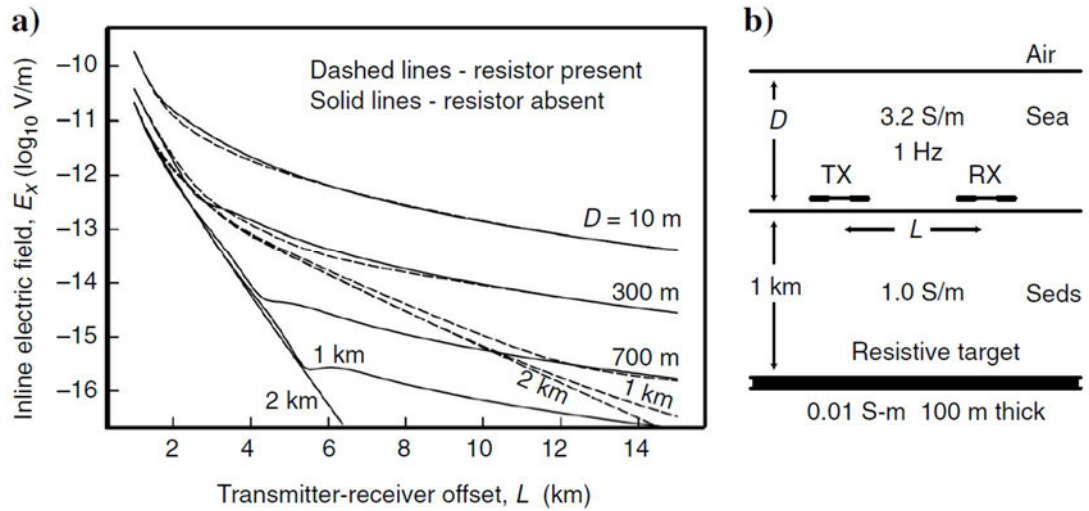 a)
Inline electric field, Eₓ (log₁₀ V/m)
−10
−11
−12
−13
−14
−15
−16
Dashed lines - resistor present
Solid lines - resistor absent
D = 10 m
300 m
700 m
1 km
2 km
1 km
2 km
2 4 6 8 10 12 14
Transmitter-receiver offset, L (km)
b)
Air
D
3.2 S/m Sea
1 Hz
TX RX
L
1 km
1.0 S/m Seds
Resistive target
0.01 S-m 100 m thick